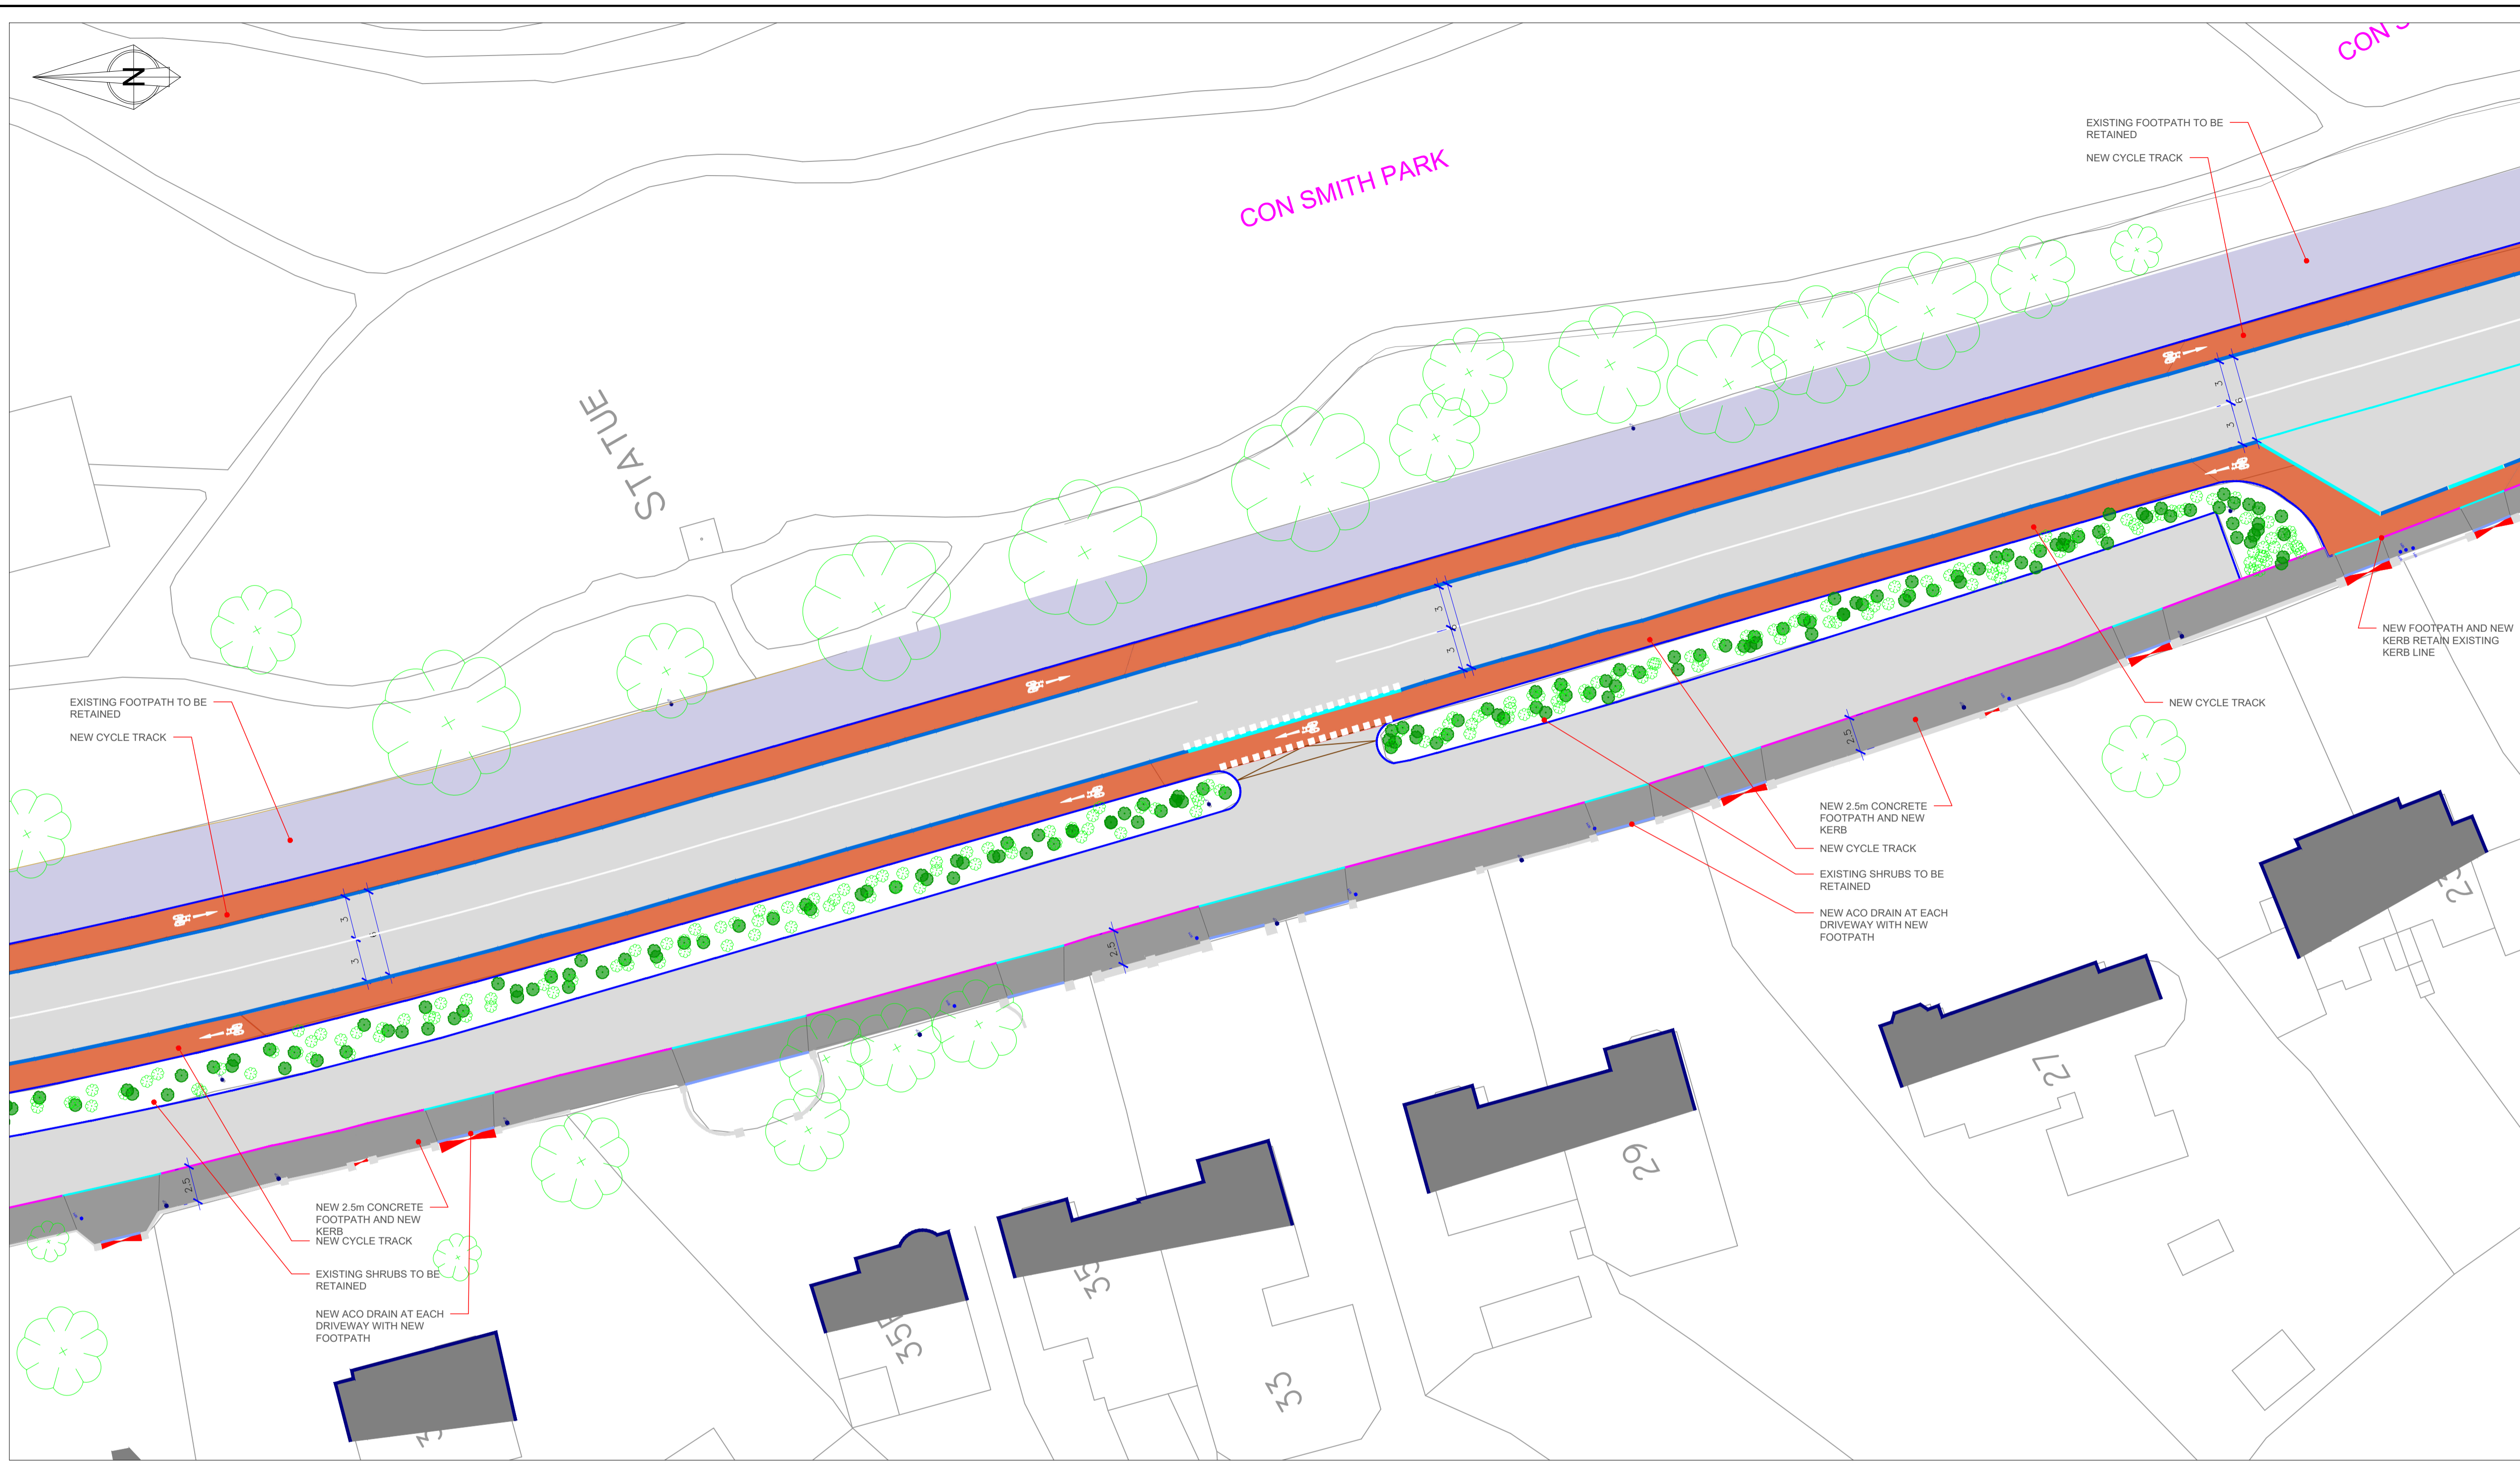 N
CON SMITH PARK
EXISTING FOOTPATH TO BE
RETAINED
NEW CYCLE TRACK
STATUE
3
6
3
NEW FOOTPATH AND NEW
KERB RETAIN EXISTING
KERB LINE
NEW CYCLE TRACK
3
6
3
EXISTING FOOTPATH TO BE
RETAINED
NEW CYCLE TRACK
2.5
NEW 2.5m CONCRETE
FOOTPATH AND NEW
KERB
NEW CYCLE TRACK
EXISTING SHRUBS TO BE
RETAINED
NEW ACO DRAIN AT EACH
DRIVEWAY WITH NEW
FOOTPATH
3
6
3
2.5
27
29
2.5
NEW 2.5m CONCRETE
FOOTPATH AND NEW
KERB
NEW CYCLE TRACK
EXISTING SHRUBS TO BE
RETAINED
NEW ACO DRAIN AT EACH
DRIVEWAY WITH NEW
FOOTPATH
35
33